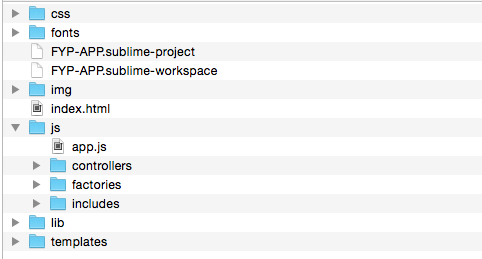 css
fonts
FYP-APP.sublime-project
FYP-APP.sublime-workspace
img
index.html
js
app.js
controllers
factories
includes
lib
templates